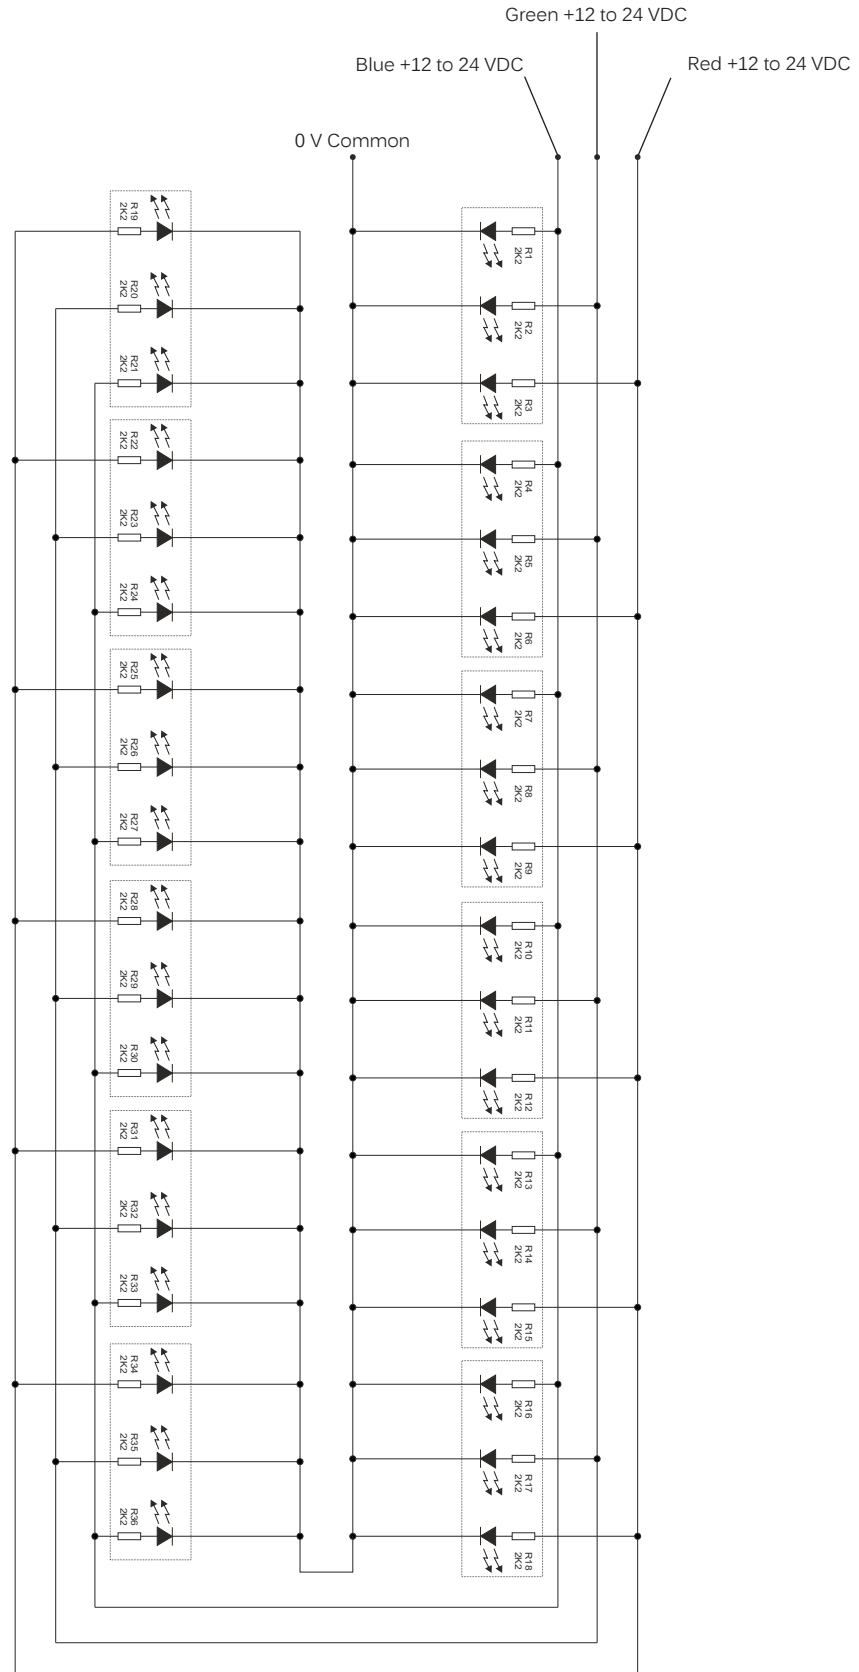 Green +12 to 24 VDC
Blue +12 to 24 VDC
Red +12 to 24 VDC
0 V Common
R19
2K2
R20
2K2
R21
2K2
R22
2K2
R23
2K2
R24
2K2
R25
2K2
R26
2K2
R27
2K2
R28
2K2
R29
2K2
R30
2K2
R31
2K2
R32
2K2
R33
2K2
R34
2K2
R35
2K2
R36
2K2
R1
2K2
R2
2K2
R3
2K2
R4
2K2
R5
2K2
R6
2K2
R7
2K2
R8
2K2
R9
2K2
R10
2K2
R11
2K2
R12
2K2
R13
2K2
R14
2K2
R15
2K2
R16
2K2
R17
2K2
R18
2K2